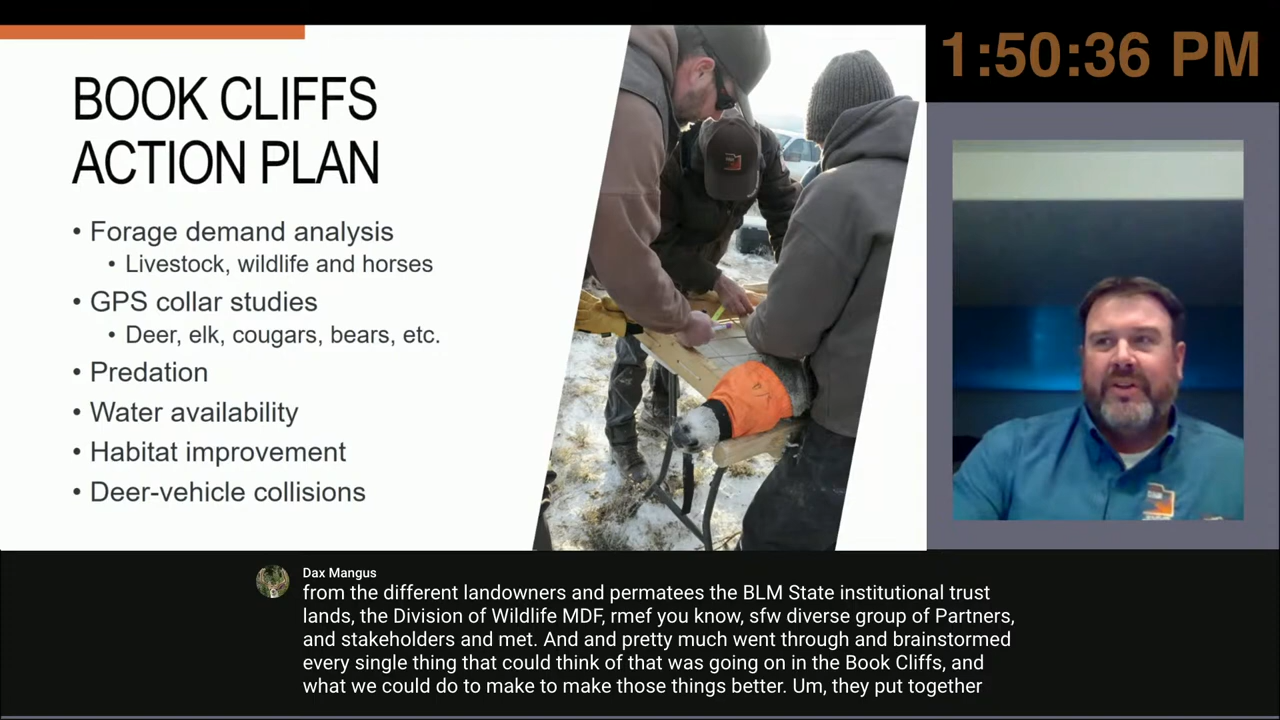 BOOK CLIFFS
ACTION PLAN
• Forage demand analysis
• Livestock, wildlife and horses
• GPS collar studies
• Deer, elk, cougars, bears, etc.
• Predation
• Water availability
• Habitat improvement
• Deer-vehicle collisions
1:50:36 PM
Dax Mangus
from the different landowners and permatees the BLM State institutional trust
lands, the Division of Wildlife MDF, rmef you know, sfw diverse group of Partners,
and stakeholders and met. And and pretty much went through and brainstormed
every single thing that could think of that was going on in the Book Cliffs, and
what we could do to make to make those things better. Um, they put together